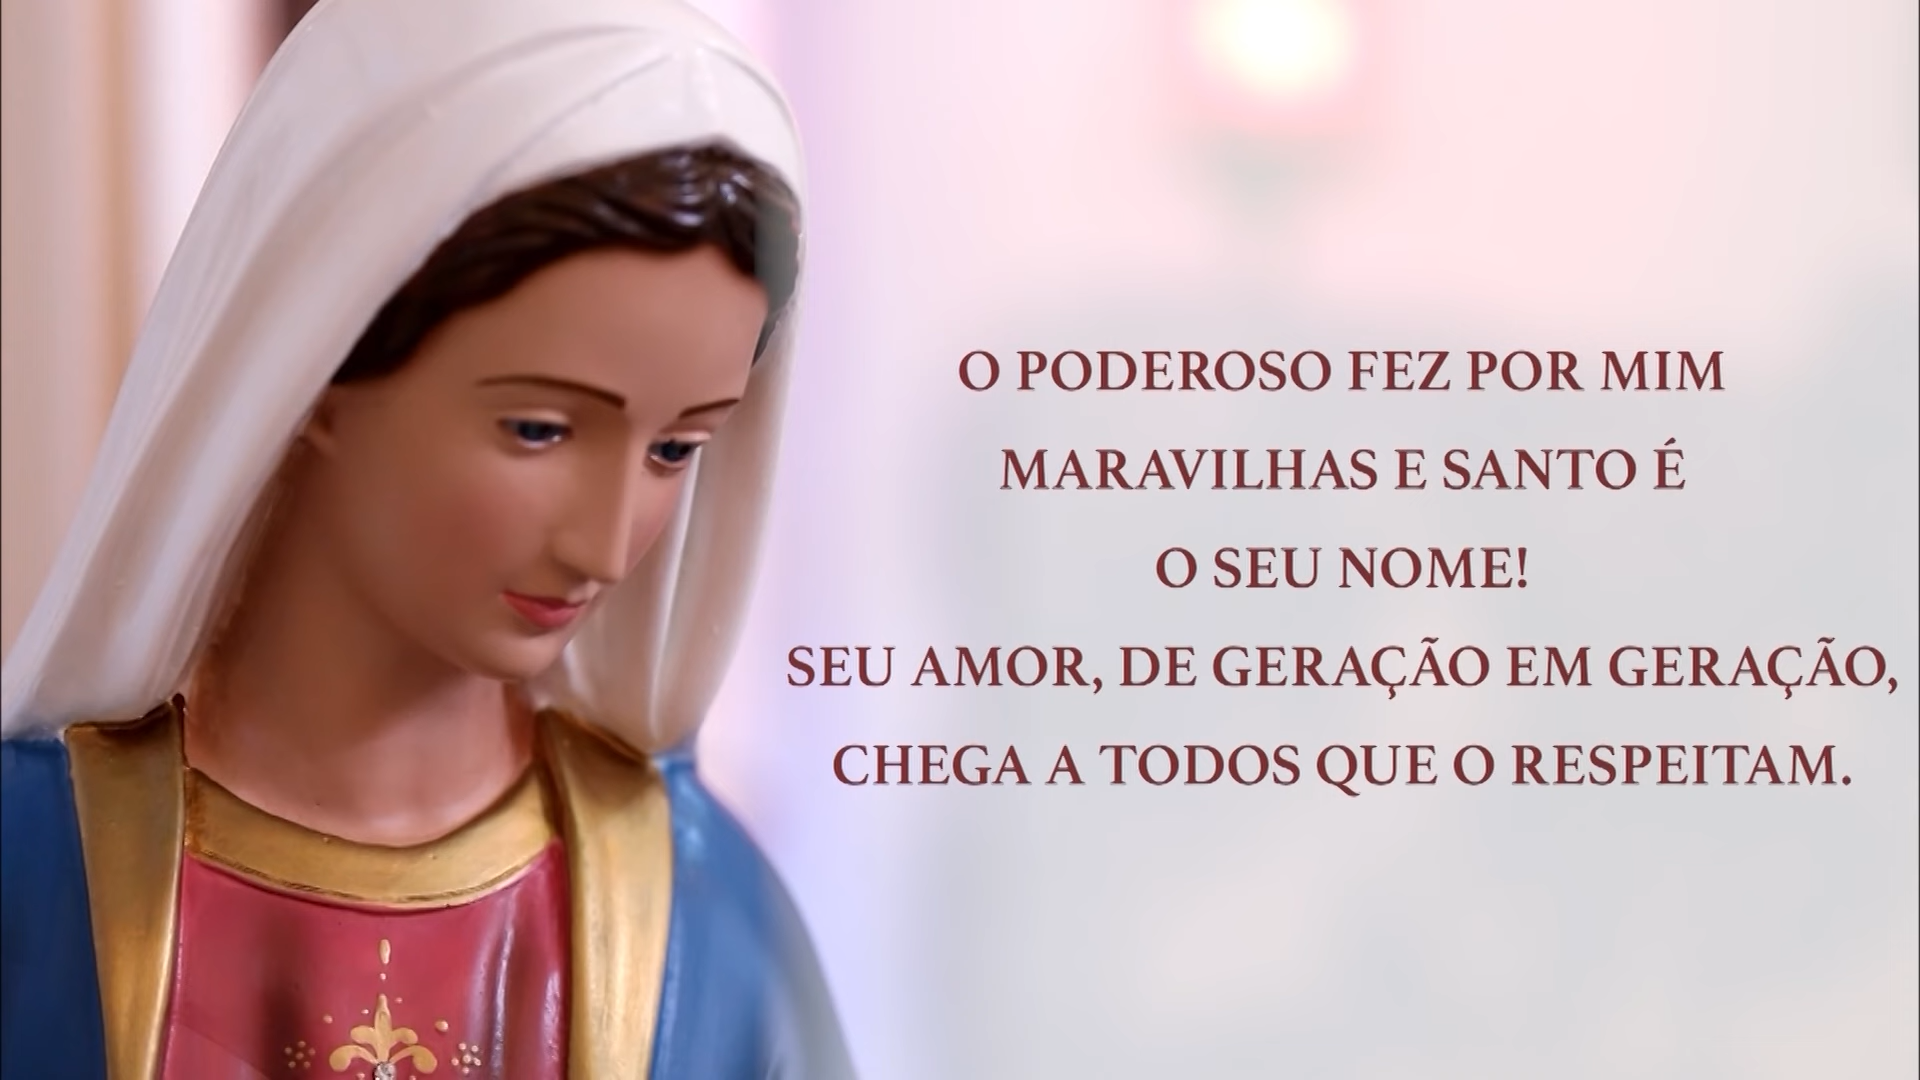 O PODEROSO FEZ POR MIM
MARAVILHAS E SANTO É
O SEU NOME!
SEU AMOR, DE GERAÇÃO EM GERAÇÃO,
CHEGA A TODOS QUE O RESPEITAM.